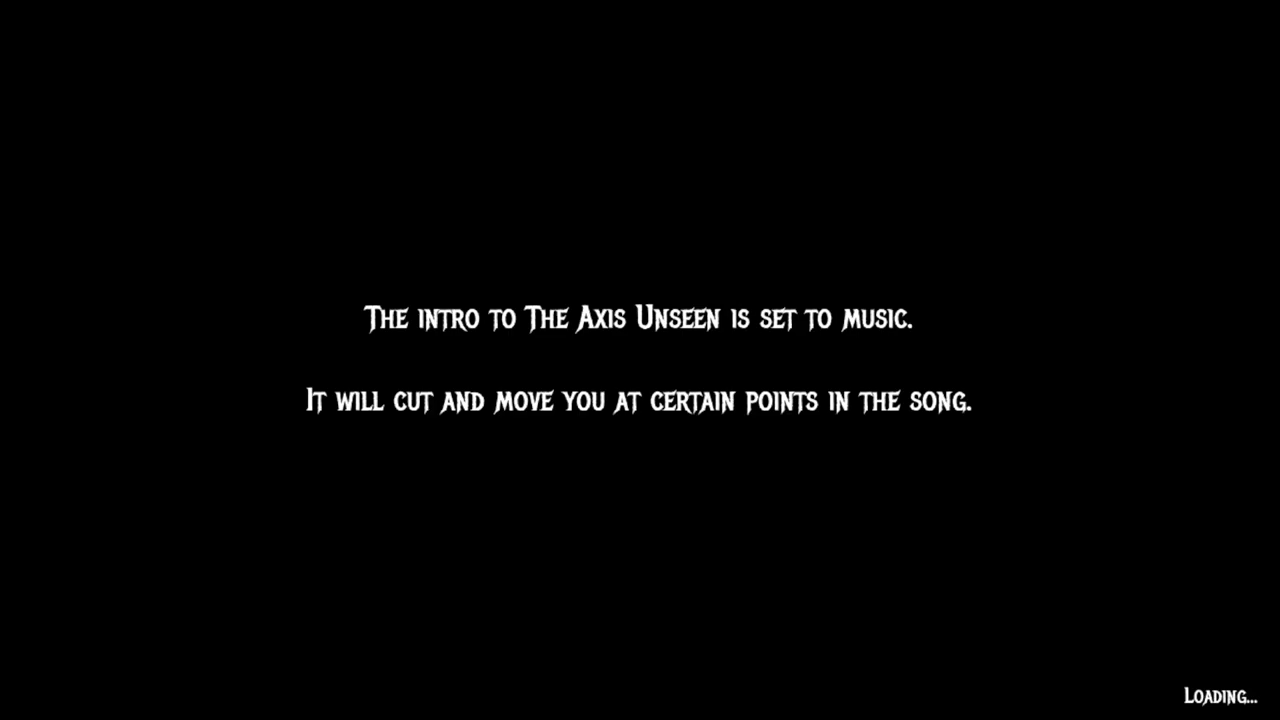 The intro to The Axis Unseen is set to music.
It will cut and move you at certain points in the song.
Loading...